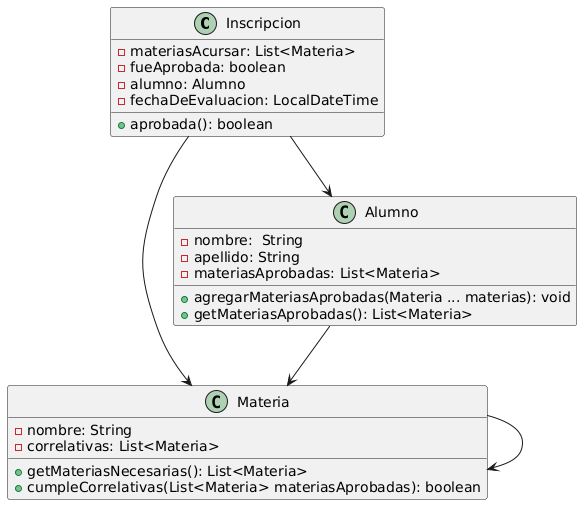 C Inscripcion
materiasAcursar: List<Materia>
fueAprobada: boolean
alumno: Alumno
fechaDeEvaluacion: LocalDateTime
aprobada(): boolean
C Alumno
nombre:  String
apellido: String
materiasAprobadas: List<Materia>
agregarMateriasAprobadas(Materia ... materias): void
getMateriasAprobadas(): List<Materia>
C Materia
nombre: String
correlativas: List<Materia>
getMateriasNecesarias(): List<Materia>
cumpleCorrelativas(List<Materia> materiasAprobadas): boolean